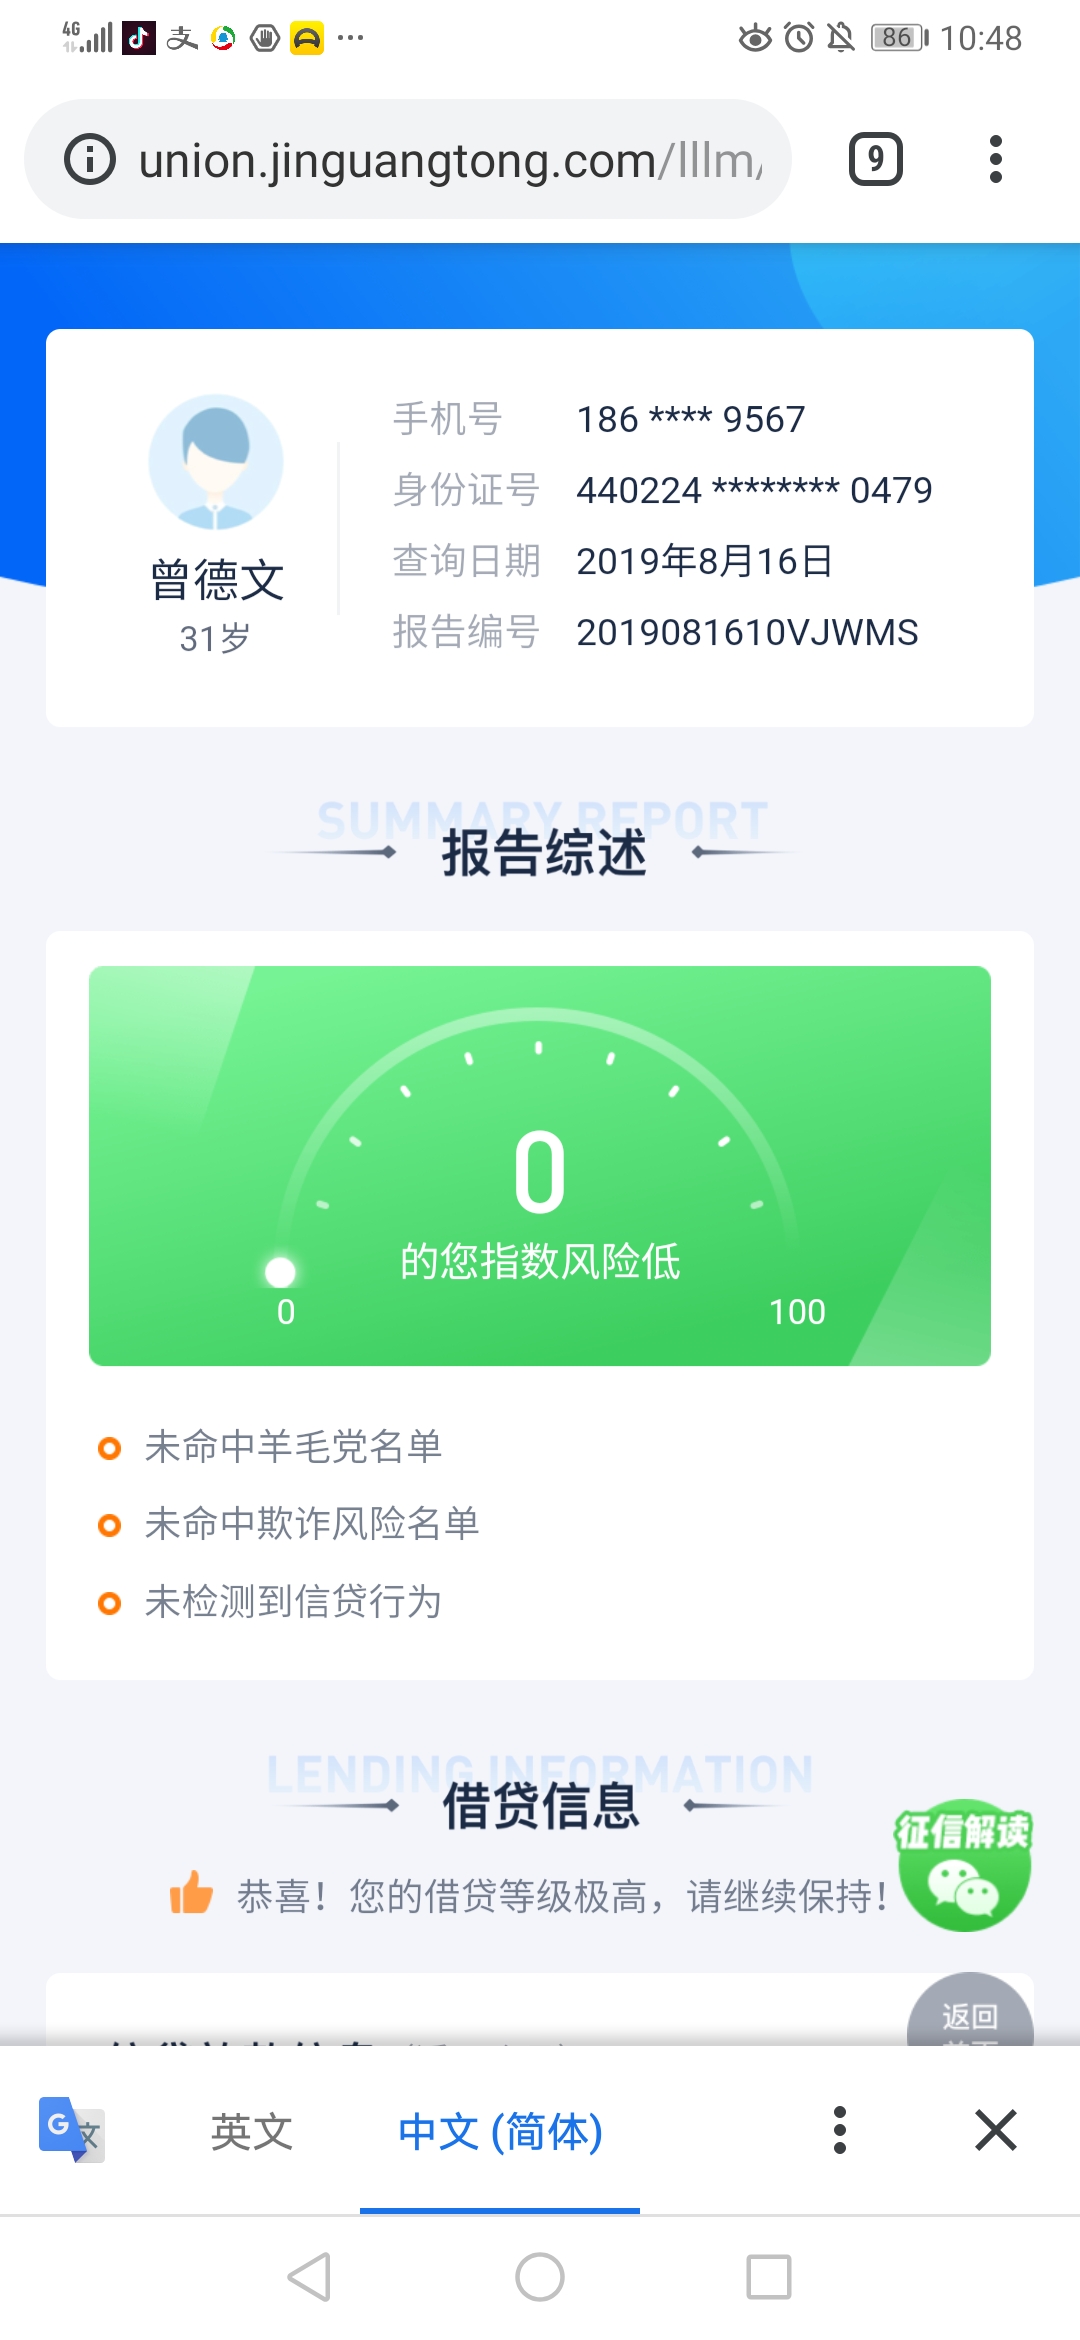 4G
86
10:48
union.jinguangtong.com/lllm/
9
手机号 186 **** 9567
身份证号 440224 ******** 0479
查询日期 2019年8月16日
报告编号 2019081610VJWMS
曾德文
31岁
SUMMARY REPORT
报告综述
0
的您指数风险低
0
100
未命中羊毛党名单
未命中欺诈风险名单
未检测到信贷行为
LENDING INFORMATION
借贷信息
征信解读
恭喜！您的借贷等级极高，请继续保持！
返回
英文
中文 (简体)